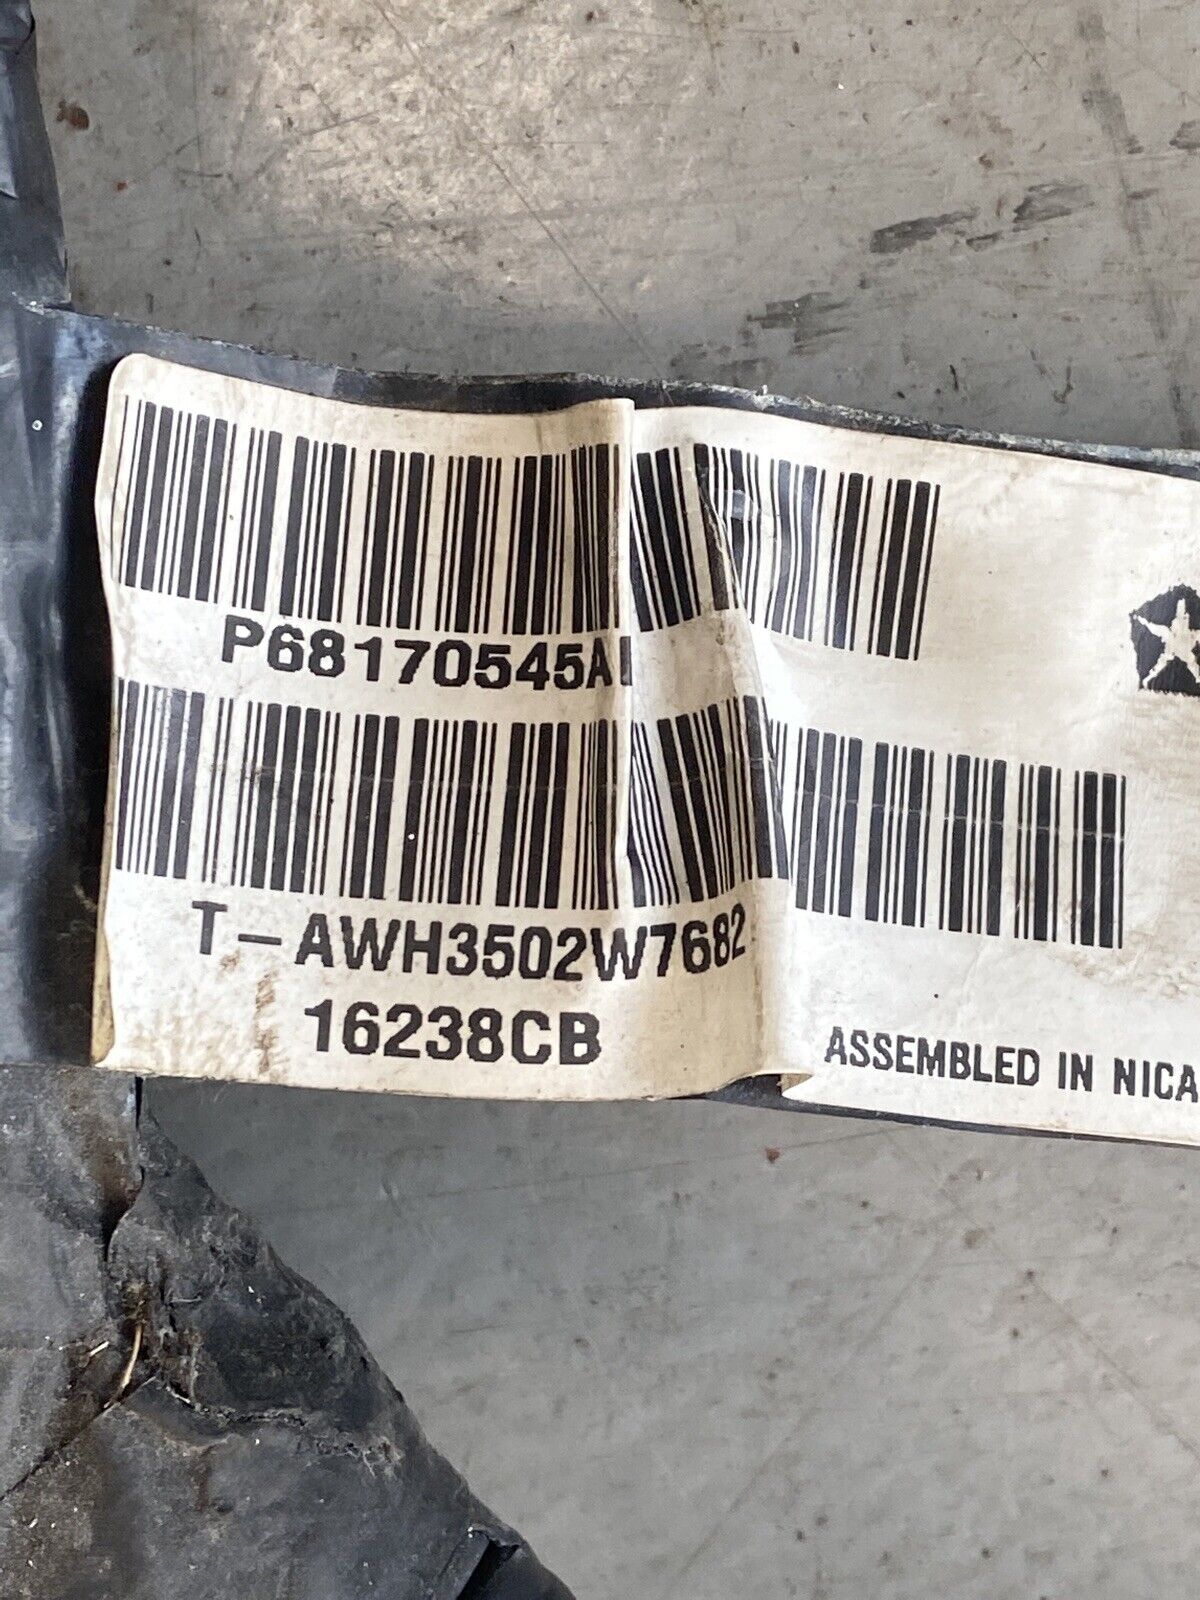 P68170545A
T-AWH3502W7682
16238CB
ASSEMBLED IN NICA